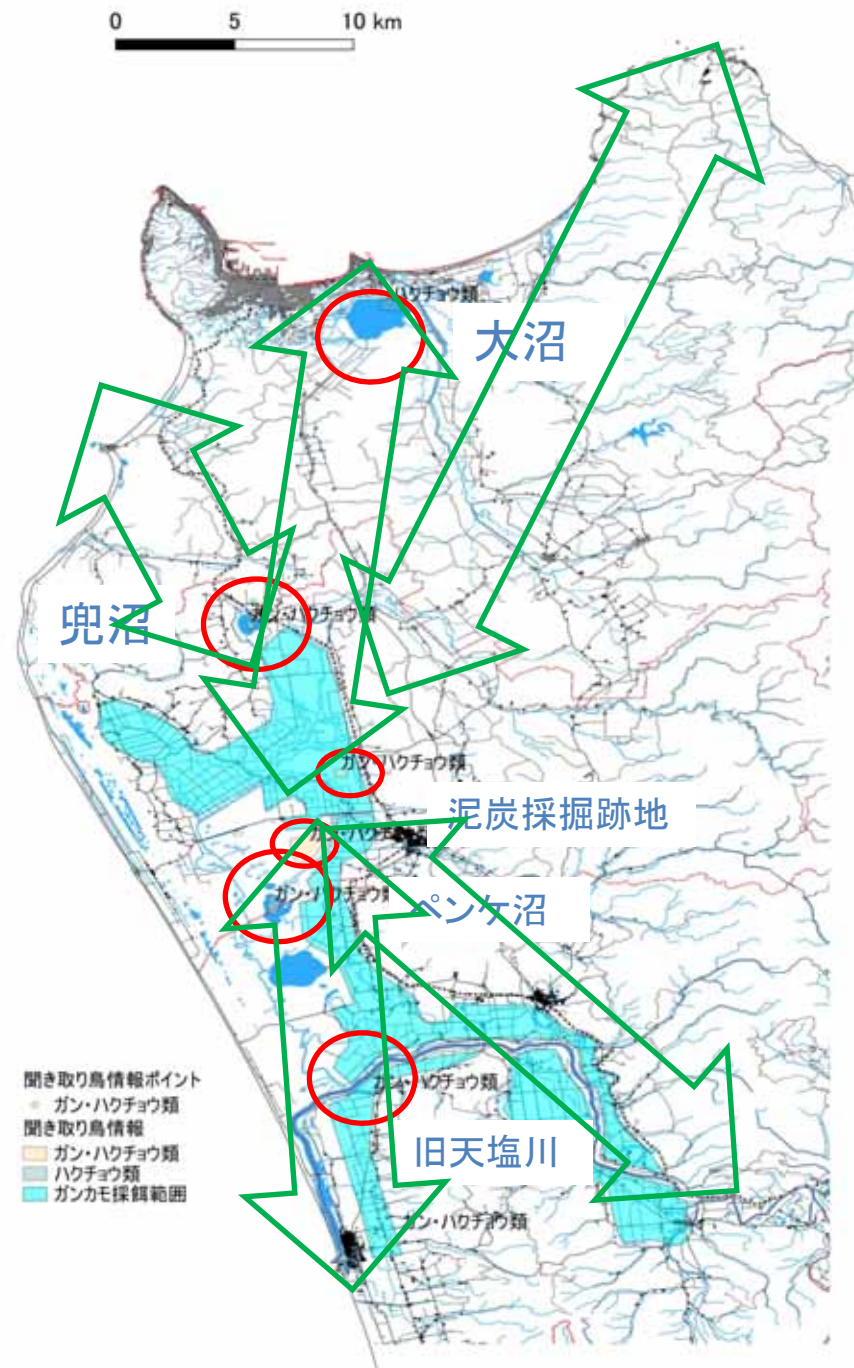 0 5 10 km
ハクチョウ類
大沼
ガン・ハクチョウ類
兜沼
ガン・ハクチョウ類
泥炭採掘跡地
ガン・ハクチョウ類
ペンケ沼
ガン・ハクチョウ類
旧天塩川
ガン・ハクチョウ類
聞き取り鳥情報ポイント
ガン・ハクチョウ類
聞き取り鳥情報
ガン・ハクチョウ類
ハクチョウ類
ガンカモ採餌範囲